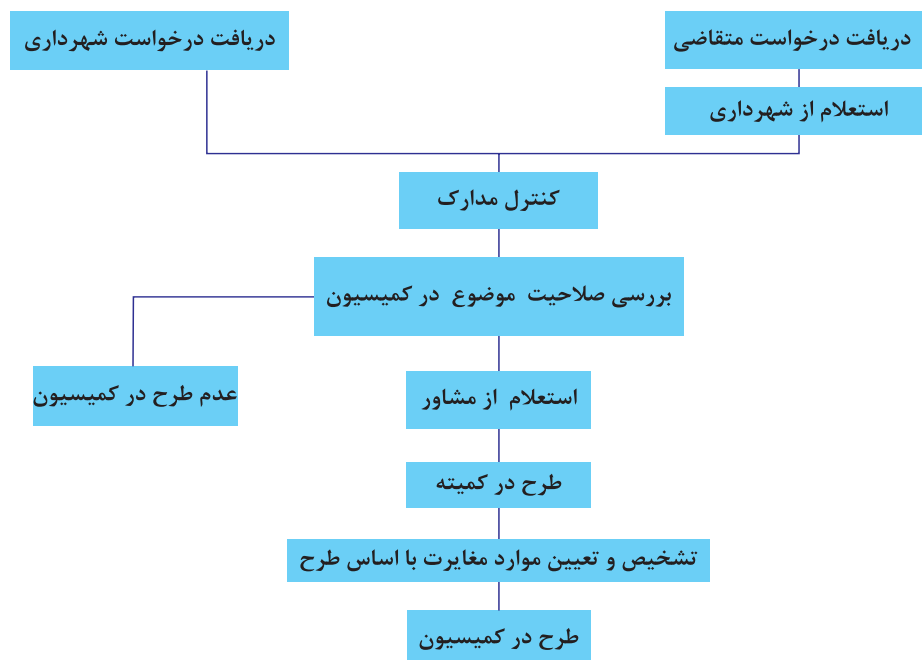 دریافت درخواست متقاضی
دریافت درخواست شهرداری
استعلام از شهرداری
کنترل مدارک
بررسی صلاحیت موضوع در کمیسیون
عدم طرح در کمیسیون
استعلام از مشاور
طرح در کمیته
تشخیص و تعیین موارد مغایرت با اساس طرح
طرح در کمیسیون